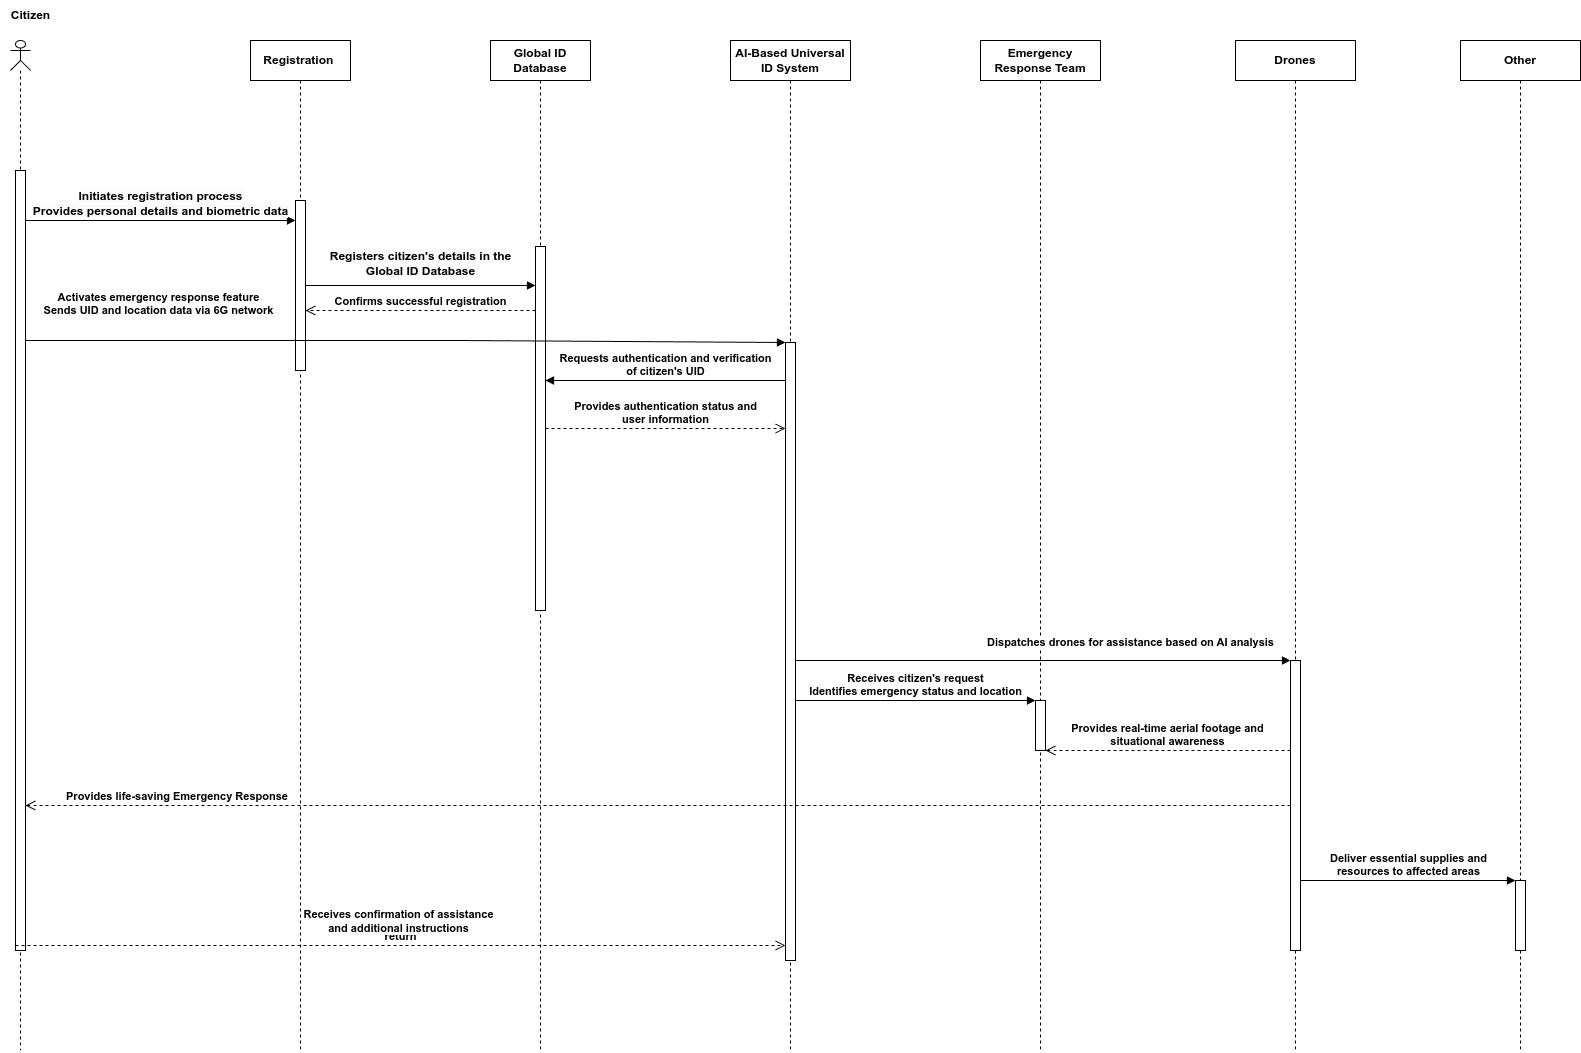 Citizen
Registration
Global ID
Database
AI-Based Universal
ID System
Emergency
Response Team
Drones
Other
Initiates registration process
Provides personal details and biometric data
Registers citizen's details in the
Global ID Database
Activates emergency response feature
Sends UID and location data via 6G network
Confirms successful registration
Requests authentication and verification
of citizen's UID
Provides authentication status and
user information
Dispatches drones for assistance based on AI analysis
Receives citizen's request
Identifies emergency status and location
Provides real-time aerial footage and
situational awareness
Provides life-saving Emergency Response
Deliver essential supplies and
resources to affected areas
Receives confirmation of assistance
and additional instructions
return